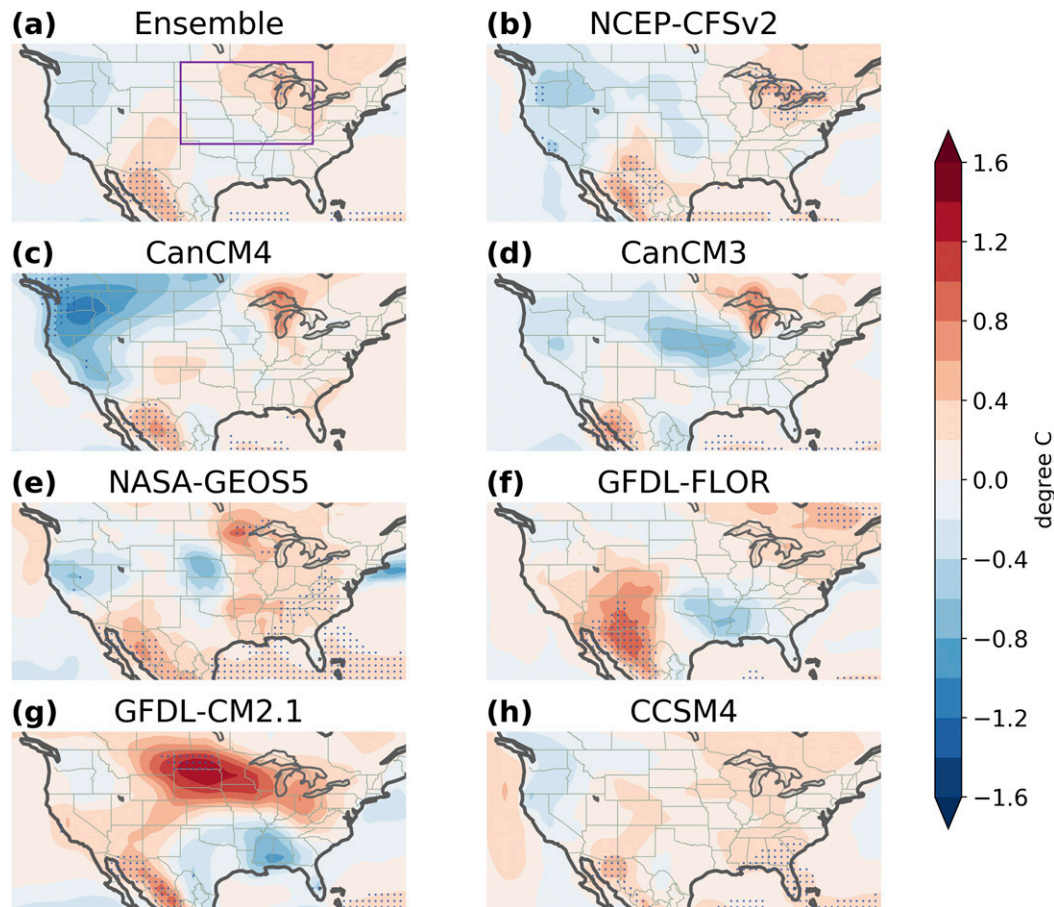 (a) Ensemble
(b) NCEP-CFSv2
(c) CanCM4
(d) CanCM3
(e) NASA-GEOS5
(f) GFDL-FLOR
(g) GFDL-CM2.1
(h) CCSM4
1.6
1.2
0.8
0.4
0.0
−0.4
−0.8
−1.2
−1.6
degree C